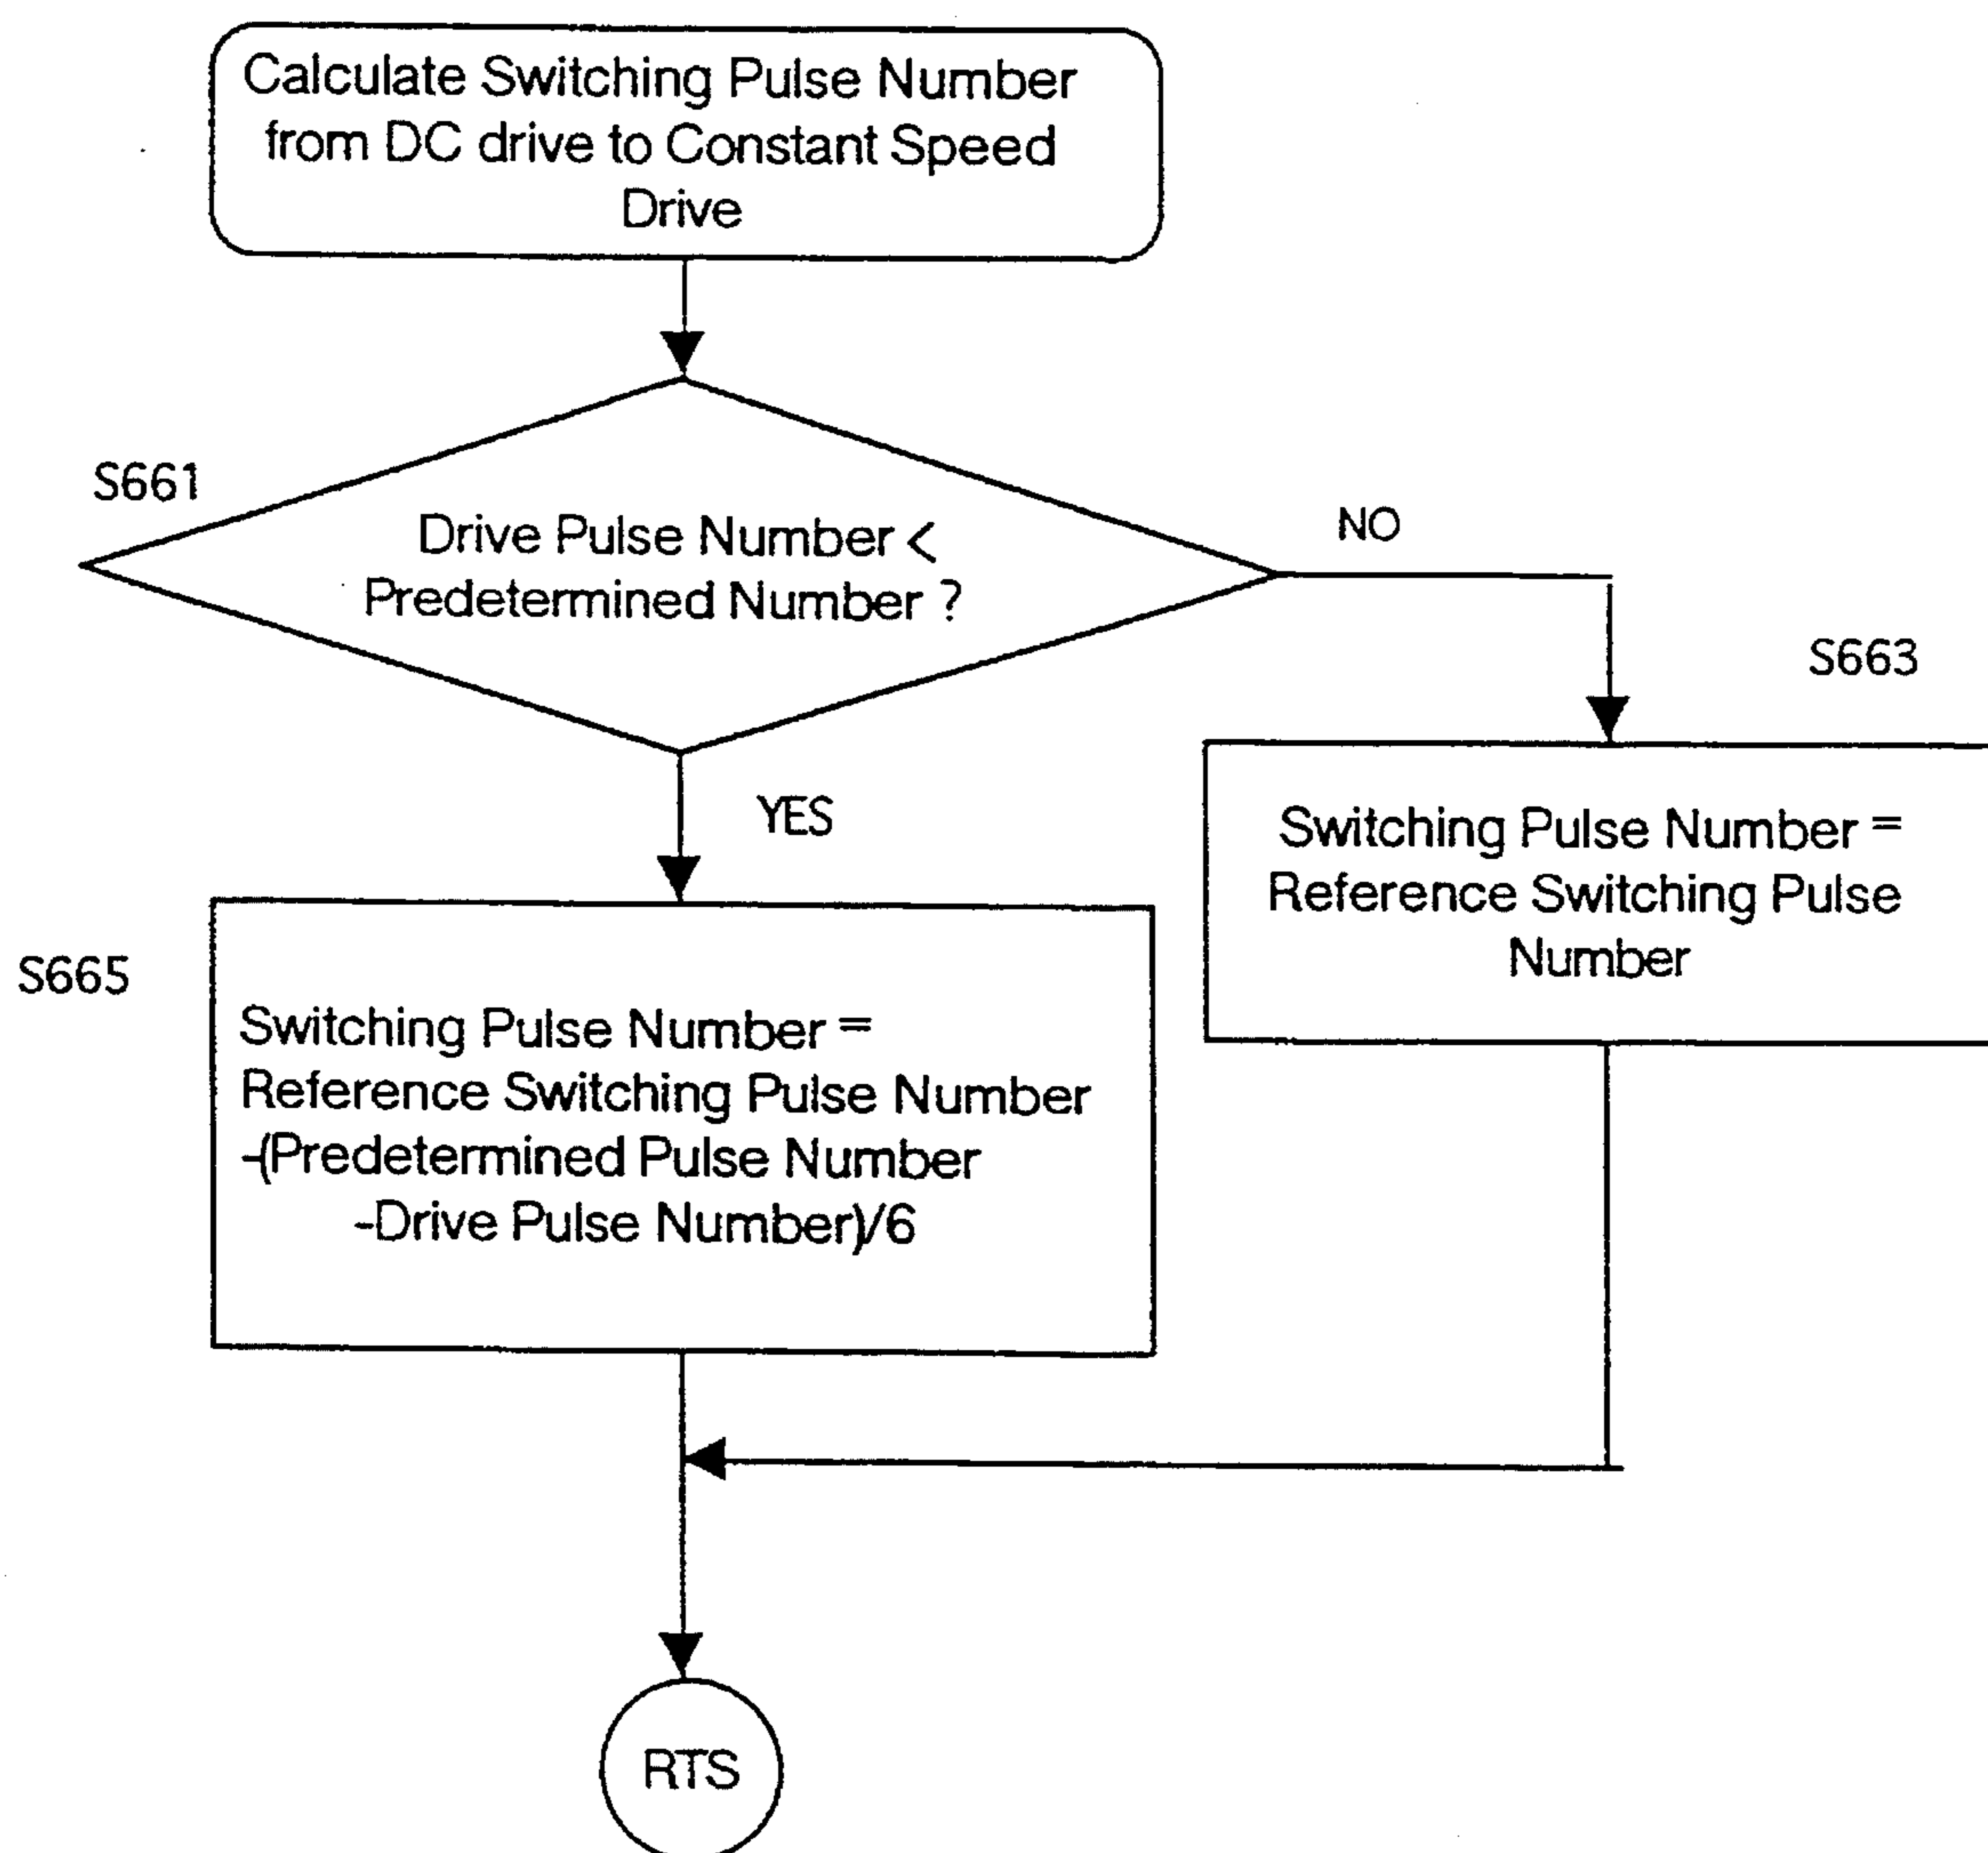 Calculate Switching Pulse Number
from DC drive to Constant Speed
Drive
S661
Drive Pulse Number <
Predetermined Number ?
NO
S663
YES
Switching Pulse Number =
Reference Switching Pulse
Number
S665
Switching Pulse Number =
Reference Switching Pulse Number
-(Predetermined Pulse Number
-Drive Pulse Number)/6
RTS